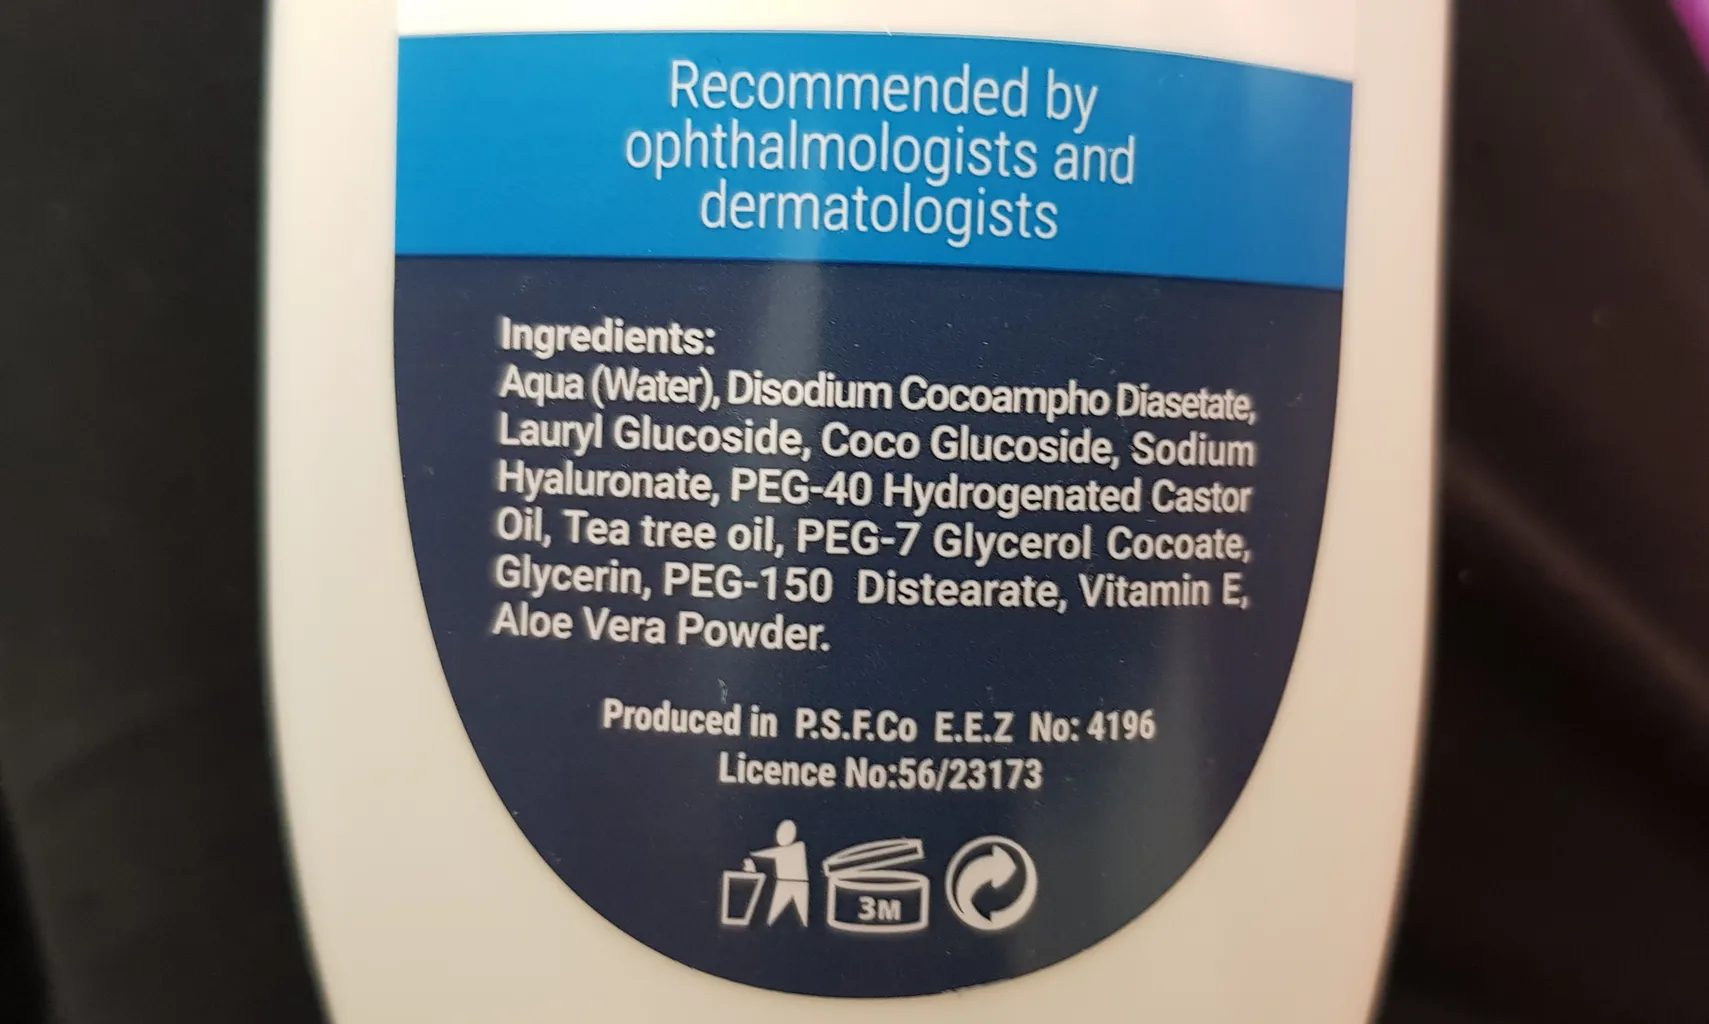 Recommended by
ophthalmologists and
dermatologists
Ingredients:
Aqua (Water), Disodium Cocoampho Diasetate,
Lauryl Glucoside, Coco Glucoside, Sodium
Hyaluronate, PEG-40 Hydrogenated Castor
Oil, Tea tree oil, PEG-7 Glycerol Cocoate,
Glycerin, PEG-150 Distearate, Vitamin E,
Aloe Vera Powder.
Produced in P.S.F.Co E.E.Z No: 4196
Licence No:56/23173
3M